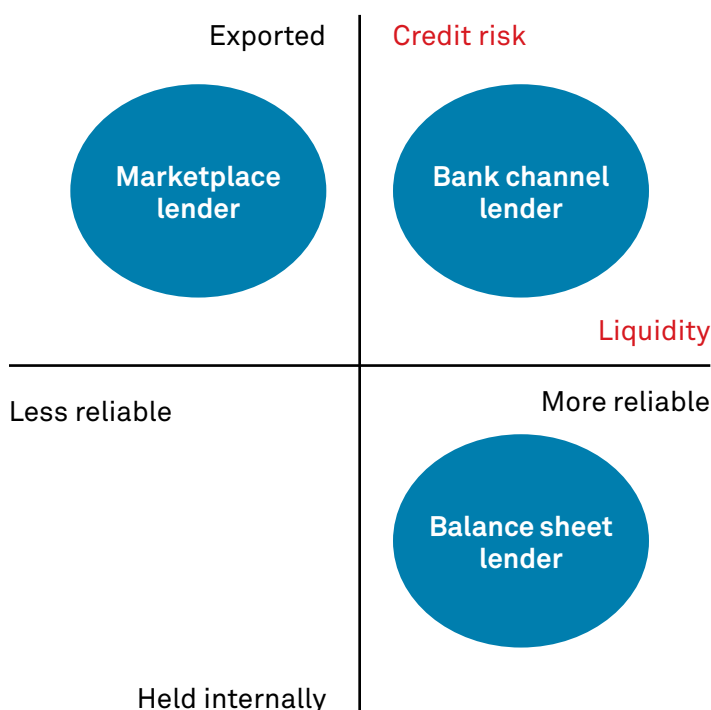 Exported
Credit risk
Marketplace
lender
Bank channel
lender
Liquidity
Less reliable
More reliable
Balance sheet
lender
Held internally